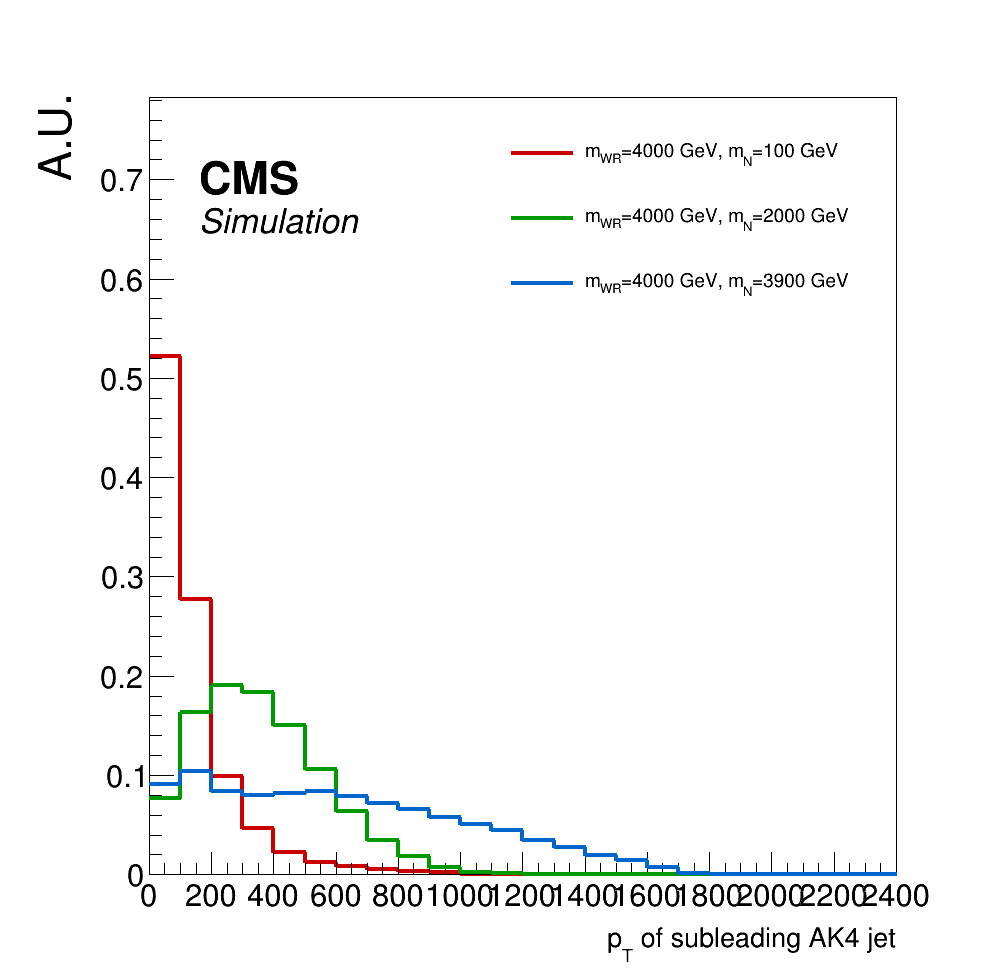 A.U.
CMS
Simulation
m_WR=4000 GeV, m_N=100 GeV
m_WR=4000 GeV, m_N=2000 GeV
m_WR=4000 GeV, m_N=3900 GeV
0.7
0.6
0.5
0.4
0.3
0.2
0.1
0
0 200 400 600 800 1000 1200 1400 1600 1800 2000 2200 2400
p_T of subleading AK4 jet